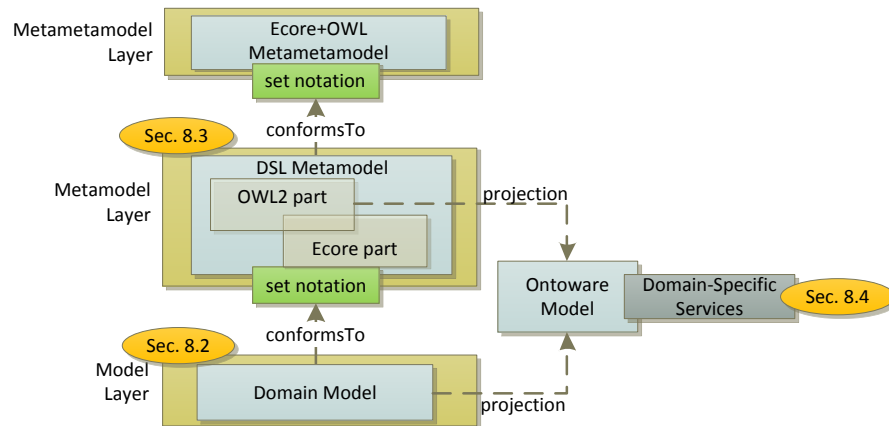 Metametamodel
Layer
Ecore+OWL
Metametamodel
set notation
conformsTo
Sec. 8.3
Metamodel
Layer
DSL Metamodel
OWL2 part
projection
Ecore part
set notation
Ontoware
Model
Domain-Specific
Services
Sec. 8.4
conformsTo
Sec. 8.2
Model
Layer
Domain Model
projection